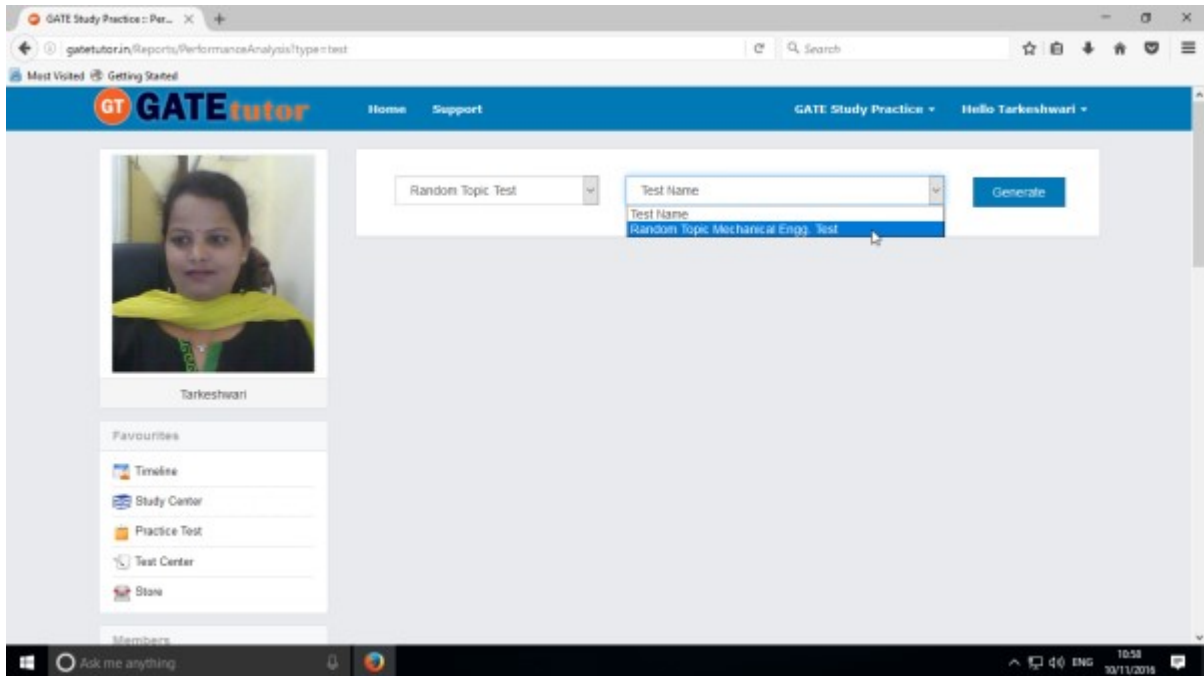 GATE Study Practice :: Per...
gatetutor.in/Reports/PerformanceAnalysis?type=test
Search
Most Visited Getting Started
GT GATEtutor Home Support GATE Study Practice Hello Tarkeshwari
Random Topic Test Test Name Generate
Test Name
Random Topic Mechanical Engg. Test
Tarkeshwari
Favourites
Timeline
Study Center
Practice Test
Test Center
Store
Members
Ask me anything ENG 10:58
10/11/2016